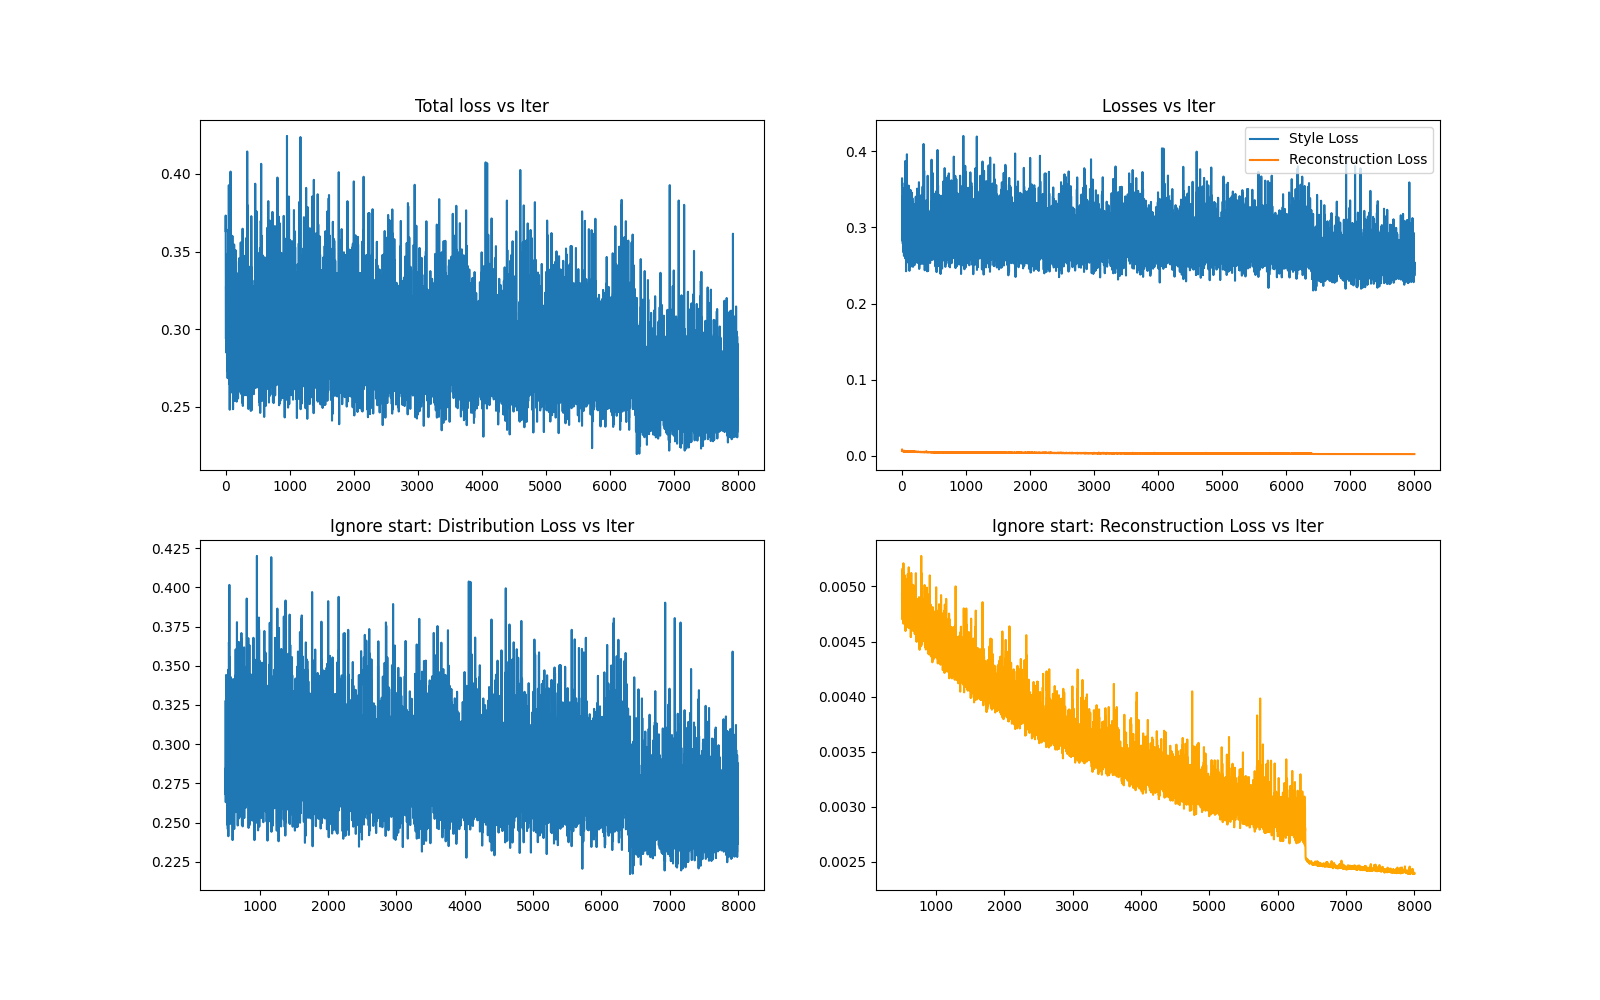 Total loss vs Iter
0.40
0.35
0.30
0.25
0 1000 2000 3000 4000 5000 6000 7000 8000
Losses vs Iter
Style Loss
Reconstruction Loss
0.4
0.3
0.2
0.1
0.0
0 1000 2000 3000 4000 5000 6000 7000 8000
Ignore start: Distribution Loss vs Iter
0.425
0.400
0.375
0.350
0.325
0.300
0.275
0.250
0.225
1000 2000 3000 4000 5000 6000 7000 8000
Ignore start: Reconstruction Loss vs Iter
0.0050
0.0045
0.0040
0.0035
0.0030
0.0025
1000 2000 3000 4000 5000 6000 7000 8000